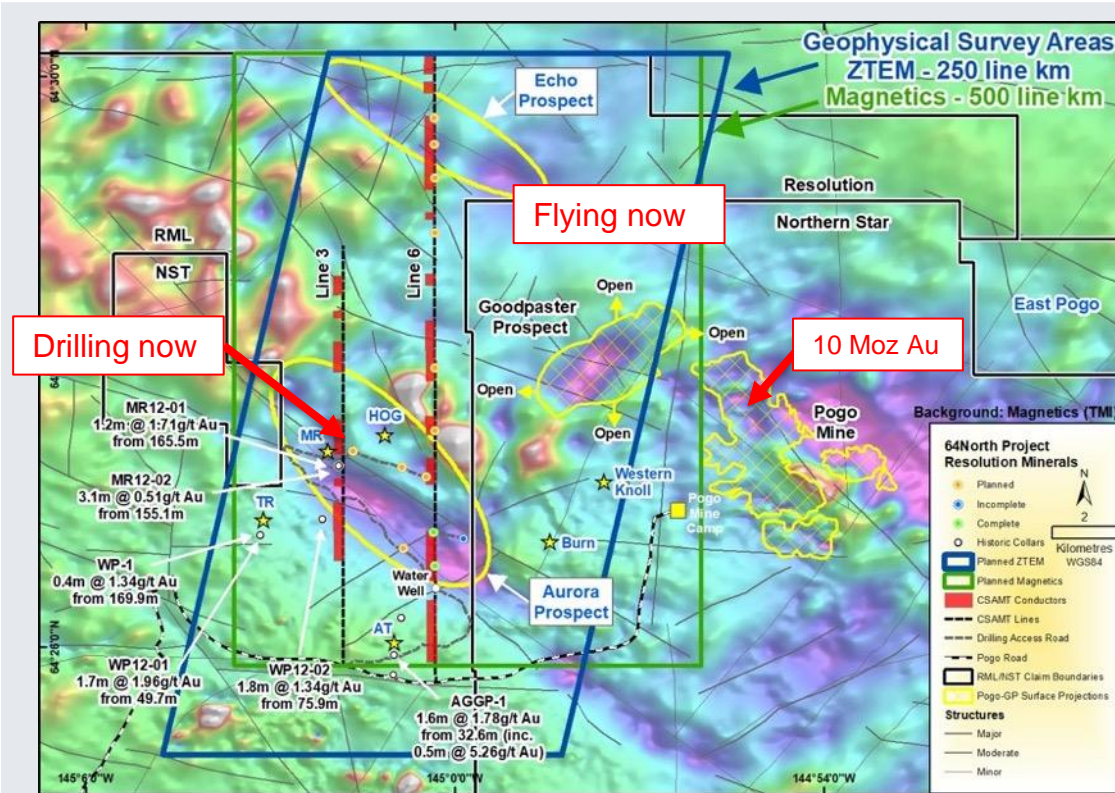 Geophysical Survey Areas
ZTEM - 250 line km
Magnetics - 500 line km
64°30'0"N
Echo
Prospect
Flying now
Resolution
Northern Star
RML
NST
Line 3
Line 6
Goodpaster
Prospect
Open
Open
Open
Open
East Pogo
Drilling now
10 Moz Au
Pogo
Mine
MR12-01
1.2m @ 1.71g/t Au
from 165.5m
MR
HOG
MR12-02
3.1m @ 0.51g/t Au
from 155.1m
TR
Western
Knoll
Pogo
Mine
Camp
Burn
WP-1
0.4m @ 1.34g/t Au
from 169.9m
Water
Well
Aurora
Prospect
AT
64°26'0"N
WP12-01
1.7m @ 1.96g/t Au
from 49.7m
WP12-02
1.8m @ 1.34g/t Au
from 75.9m
AGGP-1
1.6m @ 1.78g/t Au
from 32.6m (inc.
0.5m @ 5.26g/t Au)
145°6'0"W
145°0'0"W
144°54'0"W
Background: Magnetics (TMI)
64North Project
Resolution Minerals
N
Planned
Incomplete
Complete
Historic Collars
2
Kilometres
WGS84
Planned ZTEM
Planned Magnetics
CSAMT Conductors
CSAMT Lines
Drilling Access Road
Pogo Road
RML/NST Claim Boundaries
Pogo-GP Surface Projections
Structures
Major
Moderate
Minor